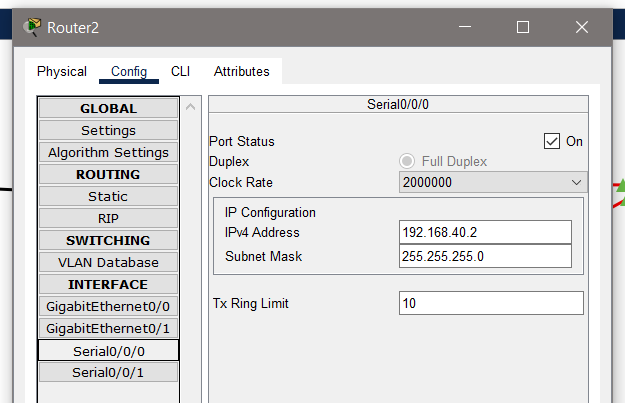 Router2
Physical Config CLI Attributes
GLOBAL
Settings
Algorithm Settings
ROUTING
Static
RIP
SWITCHING
VLAN Database
INTERFACE
GigabitEthernet0/0
GigabitEthernet0/1
Serial0/0/0
Serial0/0/1
Serial0/0/0
Port Status On
Duplex Full Duplex
Clock Rate 2000000
IP Configuration
IPv4 Address 192.168.40.2
Subnet Mask 255.255.255.0
Tx Ring Limit 10